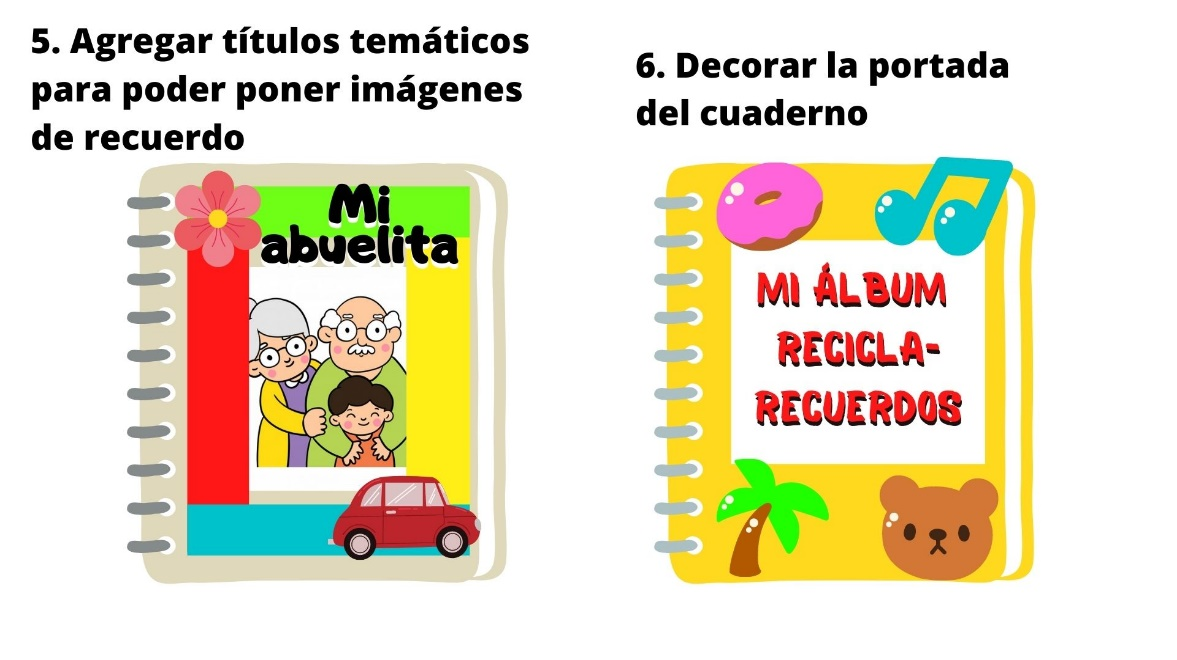 5. Agregar títulos temáticos
para poder poner imágenes
de recuerdo
Mi
abuelita
6. Decorar la portada
del cuaderno
MI ÁLBUM
RECICLA-
RECUERDOS